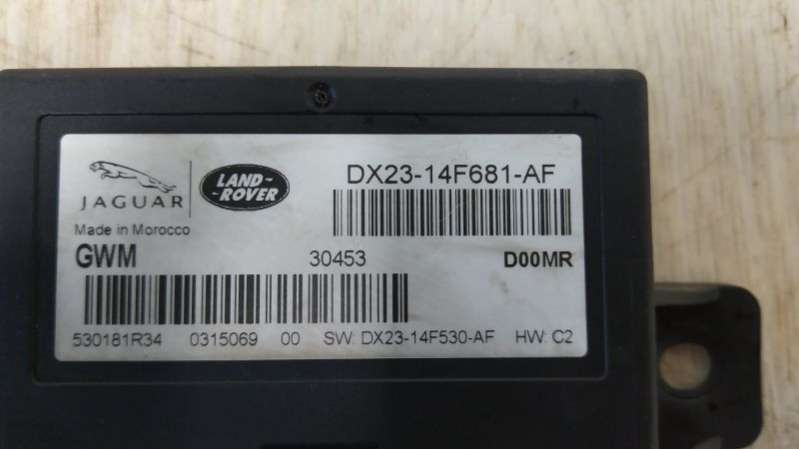 JAGUAR
LAND-
-ROVER
DX23-14F681-AF
Made in Morocco
GWM 30453 D00MR
530181R34 0315069 00 SW: DX23-14F530-AF HW: C2